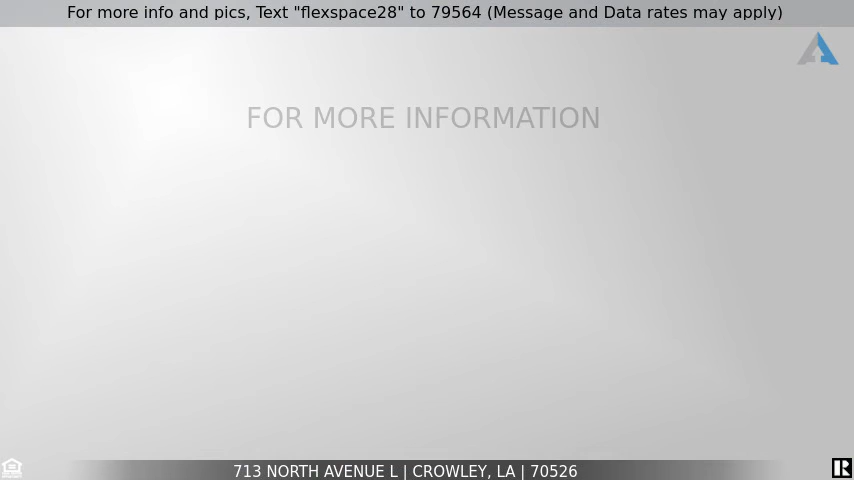 For more info and pics, Text "flexspace28" to 79564 (Message and Data rates may apply)
FOR MORE INFORMATION
713 NORTH AVENUE L | CROWLEY, LA | 70526